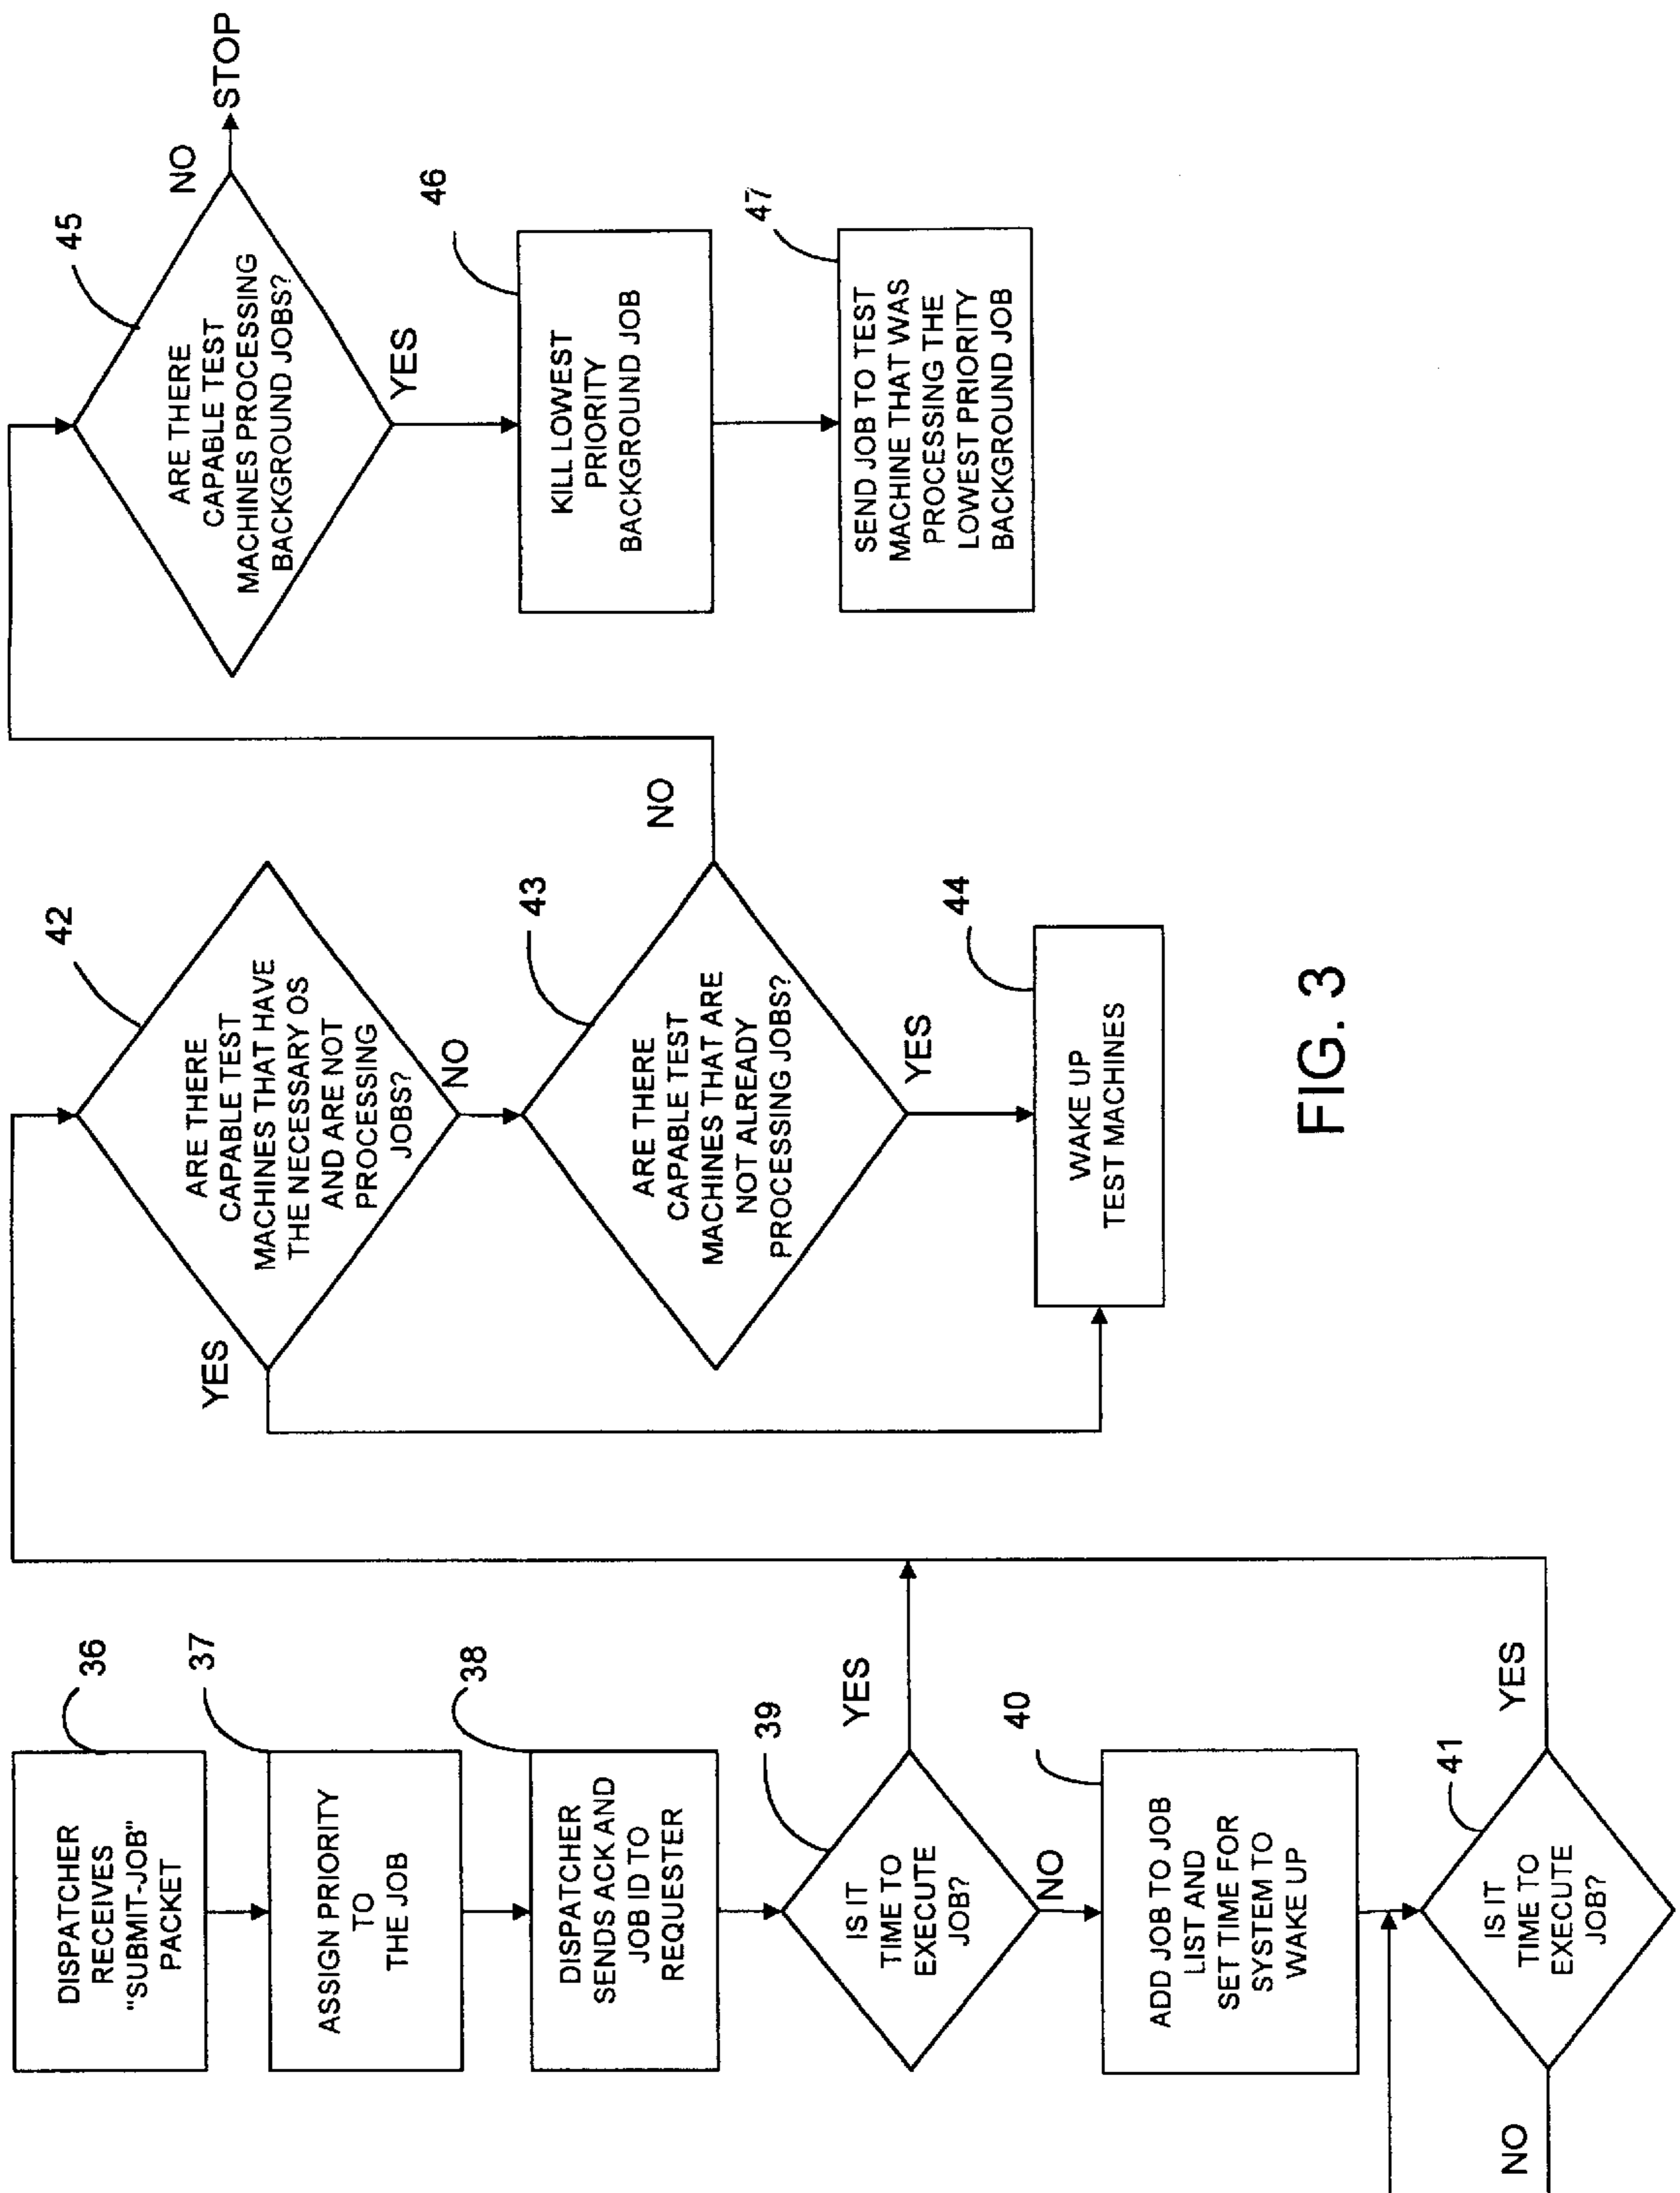 36
DISPATCHER
RECEIVES
"SUBMIT-JOB"
PACKET
37
ASSIGN PRIORITY
TO
THE JOB
38
DISPATCHER
SENDS ACK AND
JOB ID TO
REQUESTER
39
IS IT
TIME TO
EXECUTE
JOB?
YES
NO
40
ADD JOB TO JOB
LIST AND
SET TIME FOR
SYSTEM TO
WAKE UP
41
IS IT
TIME TO
EXECUTE
JOB?
YES
NO
42
ARE THERE
CAPABLE TEST
MACHINES THAT HAVE
THE NECESSARY OS
AND ARE NOT
PROCESSING
JOBS?
YES
NO
43
ARE THERE
CAPABLE TEST
MACHINES THAT ARE
NOT ALREADY
PROCESSING JOBS?
NO
YES
44
WAKE UP
TEST MACHINES
45
ARE THERE
CAPABLE TEST
MACHINES PROCESSING
BACKGROUND JOBS?
NO
STOP
YES
46
KILL LOWEST
PRIORITY
BACKGROUND JOB
47
SEND JOB TO TEST
MACHINE THAT WAS
PROCESSING THE
LOWEST PRIORITY
BACKGROUND JOB
FIG. 3